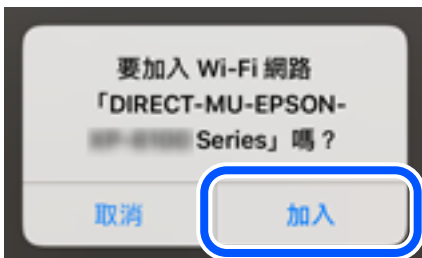 要加入 Wi-Fi 網路
「DIRECT-MU-EPSON-
Series」嗎？
取消
加入